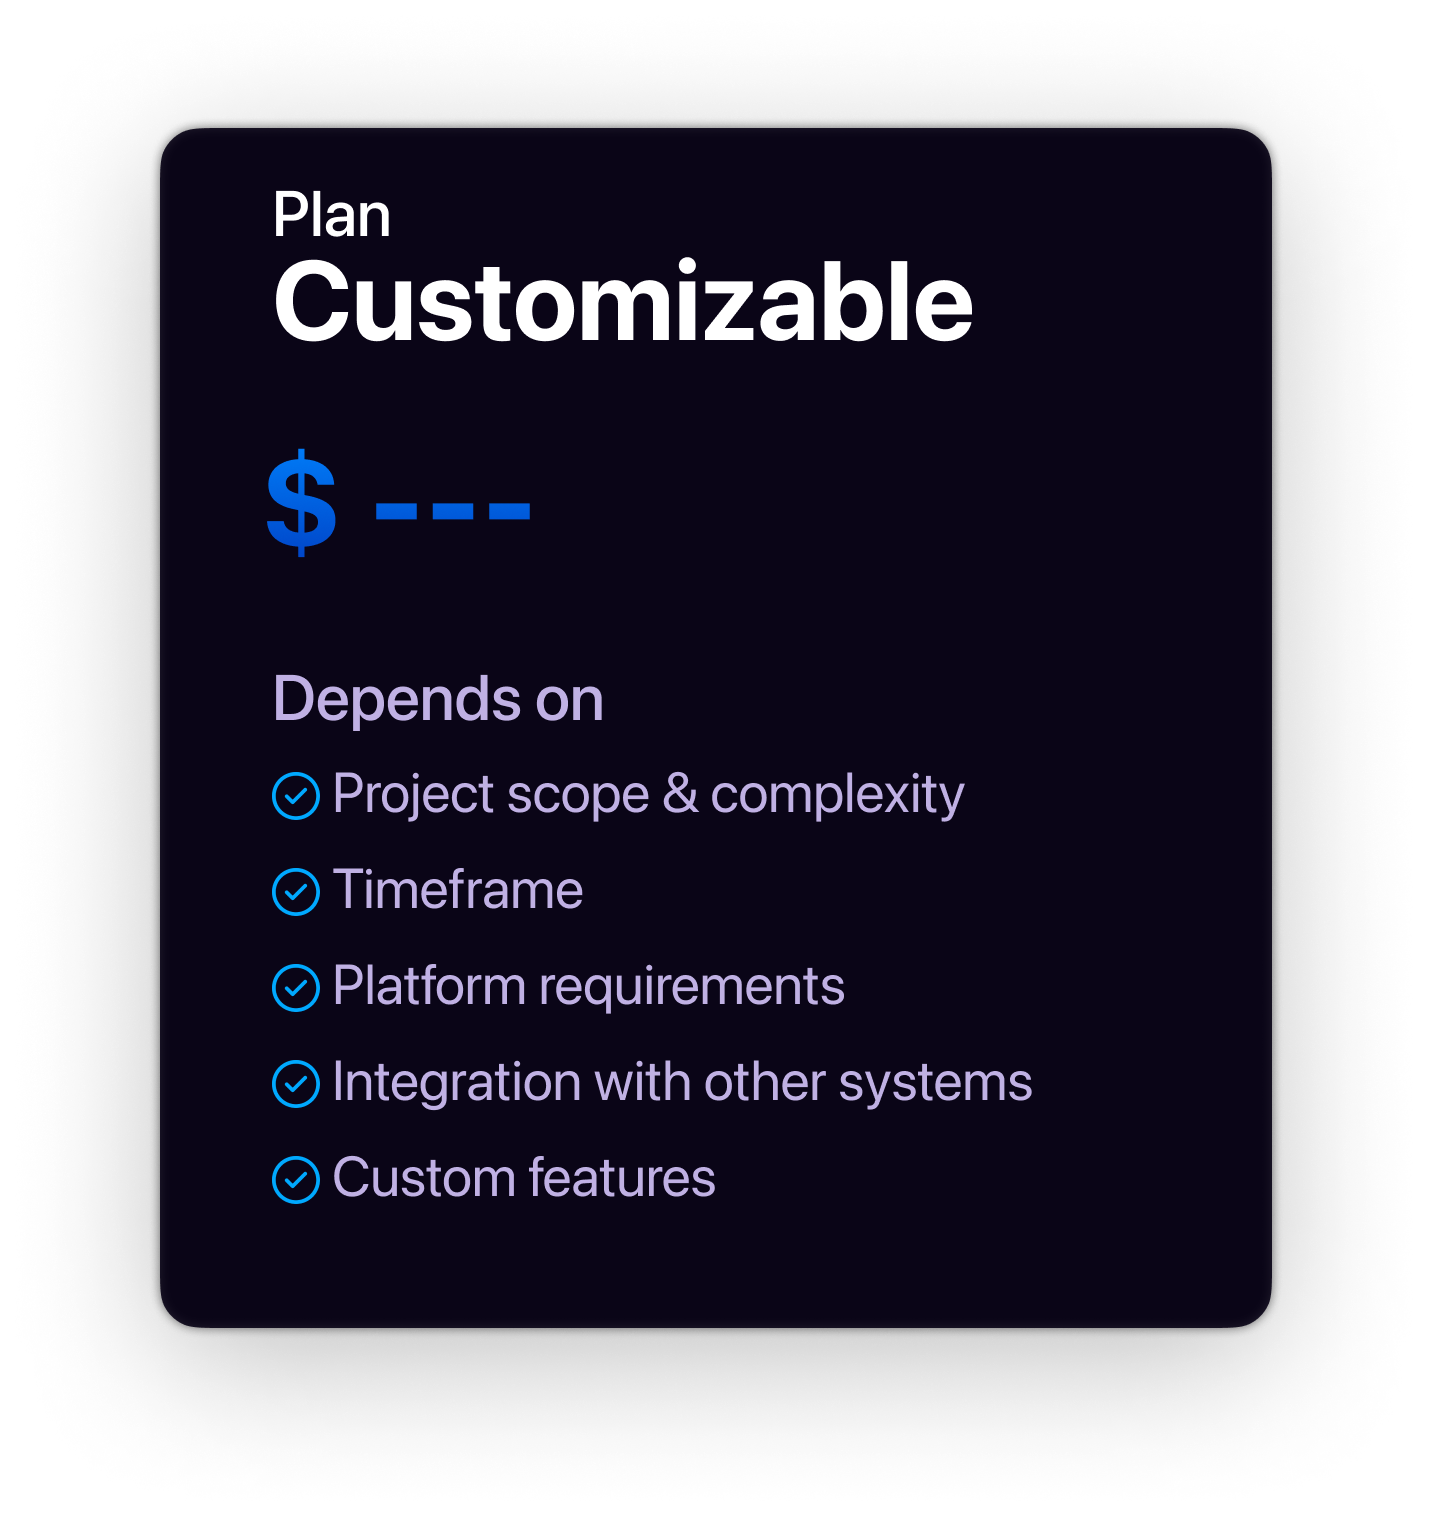 Plan
Customizable
$ ---
Depends on
Project scope & complexity
Timeframe
Platform requirements
Integration with other systems
Custom features